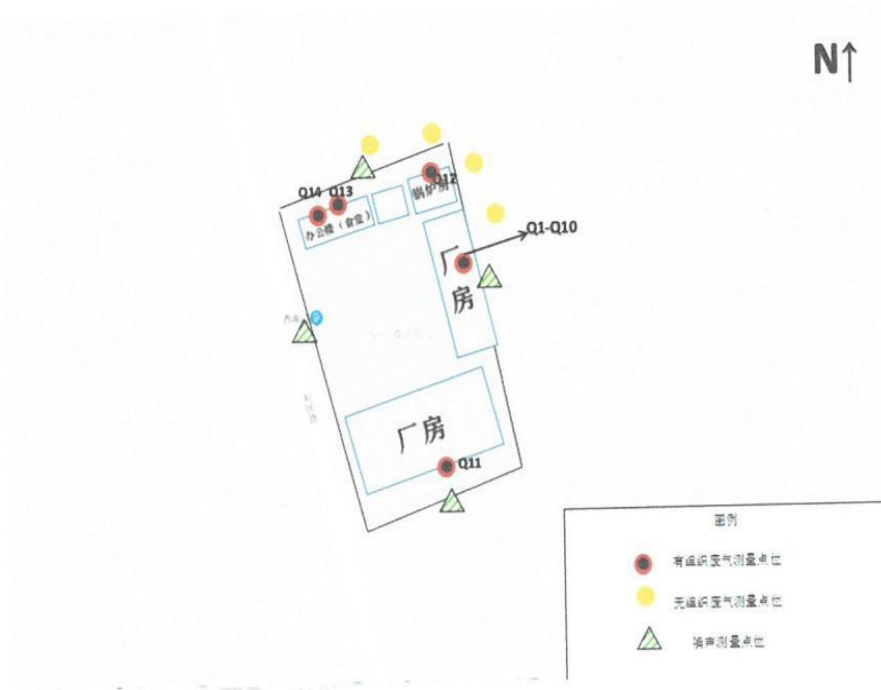 N↑
Q14
Q13
Q12
锅炉房
办公楼（食堂）
Q1-Q10
厂房
厂房
Q11
图例
有组织废气测量点位
无组织废气测量点位
噪声测量点位